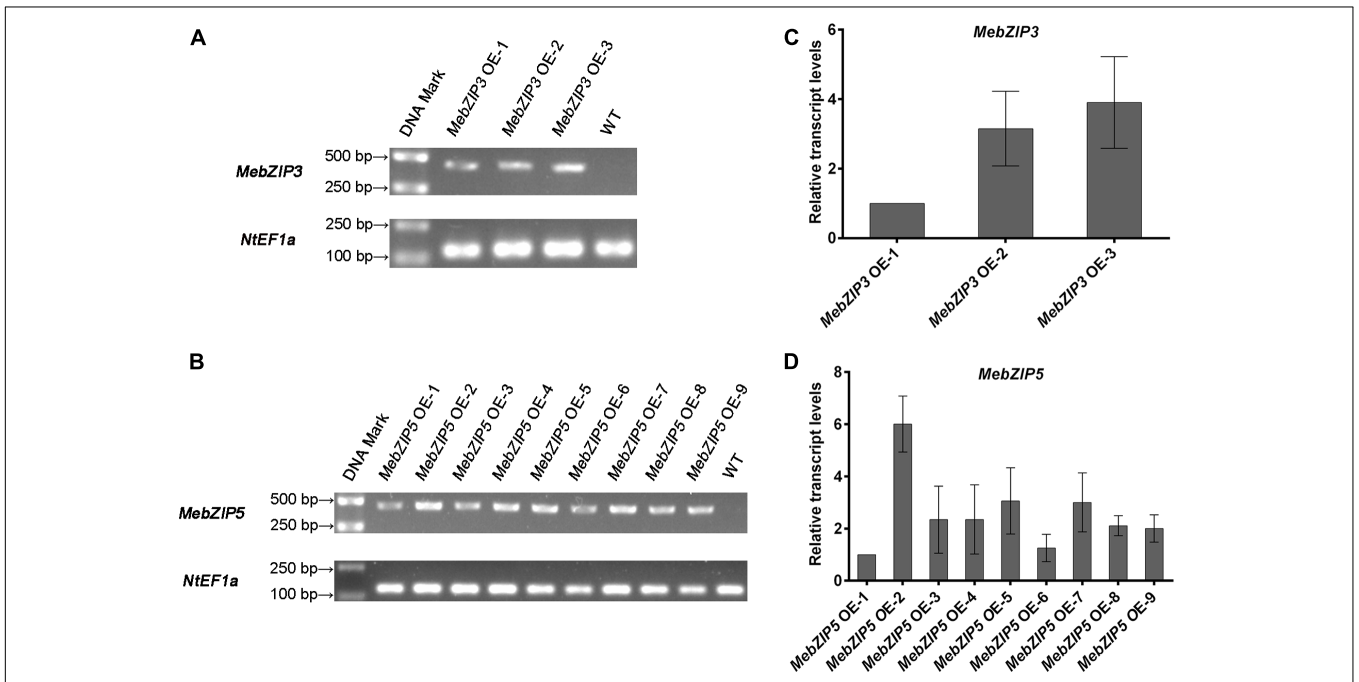 A
DNA Mark
MebZIP3 OE-1
MebZIP3 OE-2
MebZIP3 OE-3
WT
MebZIP3
500 bp→
250 bp→
NtEF1a
250 bp→
100 bp→
C
MebZIP3
Relative transcript levels
6
4
2
0
MebZIP3 OE-1
MebZIP3 OE-2
MebZIP3 OE-3
B
DNA Mark
MebZIP5 OE-1
MebZIP5 OE-2
MebZIP5 OE-3
MebZIP5 OE-4
MebZIP5 OE-5
MebZIP5 OE-6
MebZIP5 OE-7
MebZIP5 OE-8
MebZIP5 OE-9
WT
MebZIP5
500 bp→
250 bp→
NtEF1a
250 bp→
100 bp→
D
MebZIP5
Relative transcript levels
8
6
4
2
0
MebZIP5 OE-1
MebZIP5 OE-2
MebZIP5 OE-3
MebZIP5 OE-4
MebZIP5 OE-5
MebZIP5 OE-6
MebZIP5 OE-7
MebZIP5 OE-8
MebZIP5 OE-9